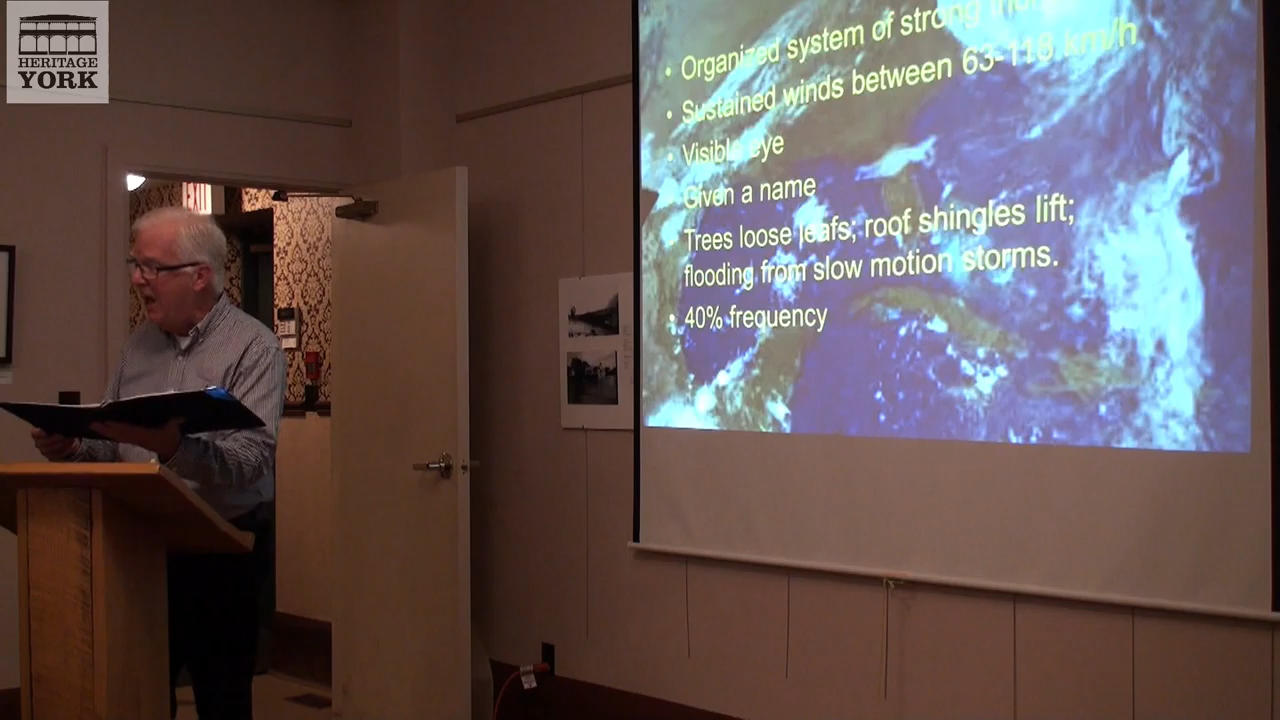 HERITAGE
YORK
EXIT
• Organized system of strong
• Sustained winds between 63-118 km/h
• Visible eye
• Given a name
Trees loose leafs; roof shingles lift;
flooding from slow motion storms.
• 40% frequency